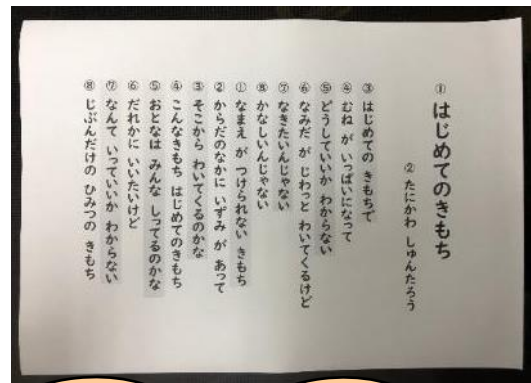 ① はじめてのきもち
② たにかわ しゅんたろう
③ はじめての きもちで
④ むね が いっぱいになって
⑤ どうしていいか わからない
⑥ なみだ が じわっと わいてくるけど
⑦ なきたいんじゃない
⑧ かなしいんじゃない
① なまえ が つけられない きもち
② からだのなかに いずみ が あって
③ そこから わいてくるのかな
④ こんなきもち はじめてのきもち
⑤ おとなは みんな しってるのかな
⑥ だれかに いいたいけど
⑦ なんて いっていいか わからない
⑧ じぶんだけの ひみつの きもち